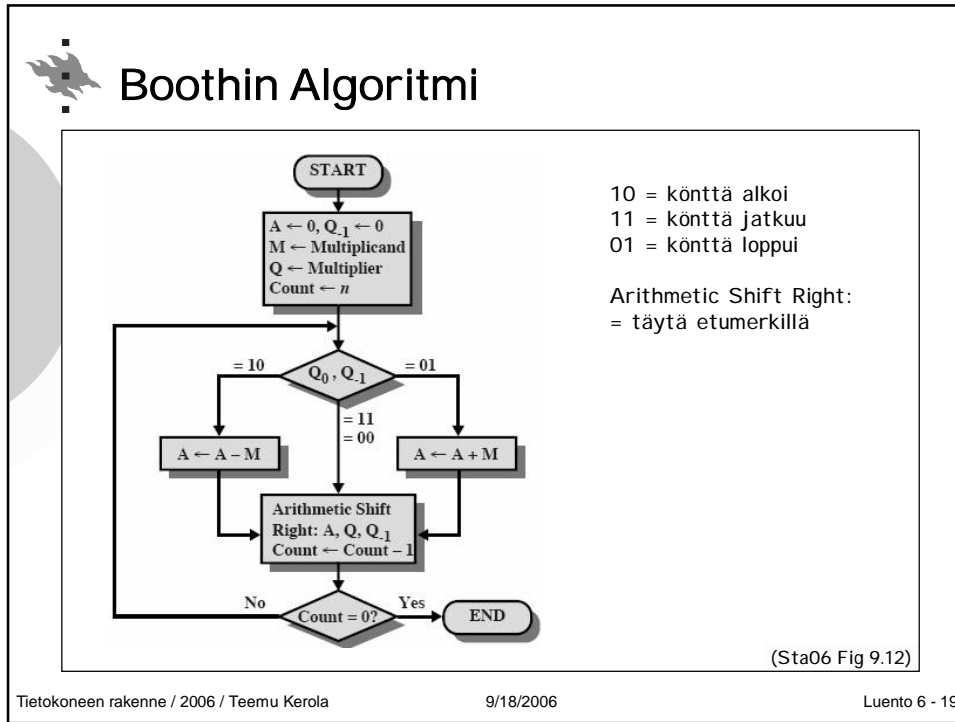 Boothin Algoritmi
START
A ← 0, Q₋₁ ← 0
M ← Multiplicand
Q ← Multiplier
Count ← n
= 10
Q₀ , Q₋₁
= 01
= 11
= 00
A ← A – M
A ← A + M
Arithmetic Shift
Right: A, Q, Q₋₁
Count ← Count – 1
No
Count = 0?
Yes
END
10 = könttä alkoi
11 = könttä jatkuu
01 = könttä loppui
Arithmetic Shift Right:
= täytä etumerkillä
(Sta06 Fig 9.12)
Tietokoneen rakenne / 2006 / Teemu Kerola
9/18/2006
Luento 6 - 19